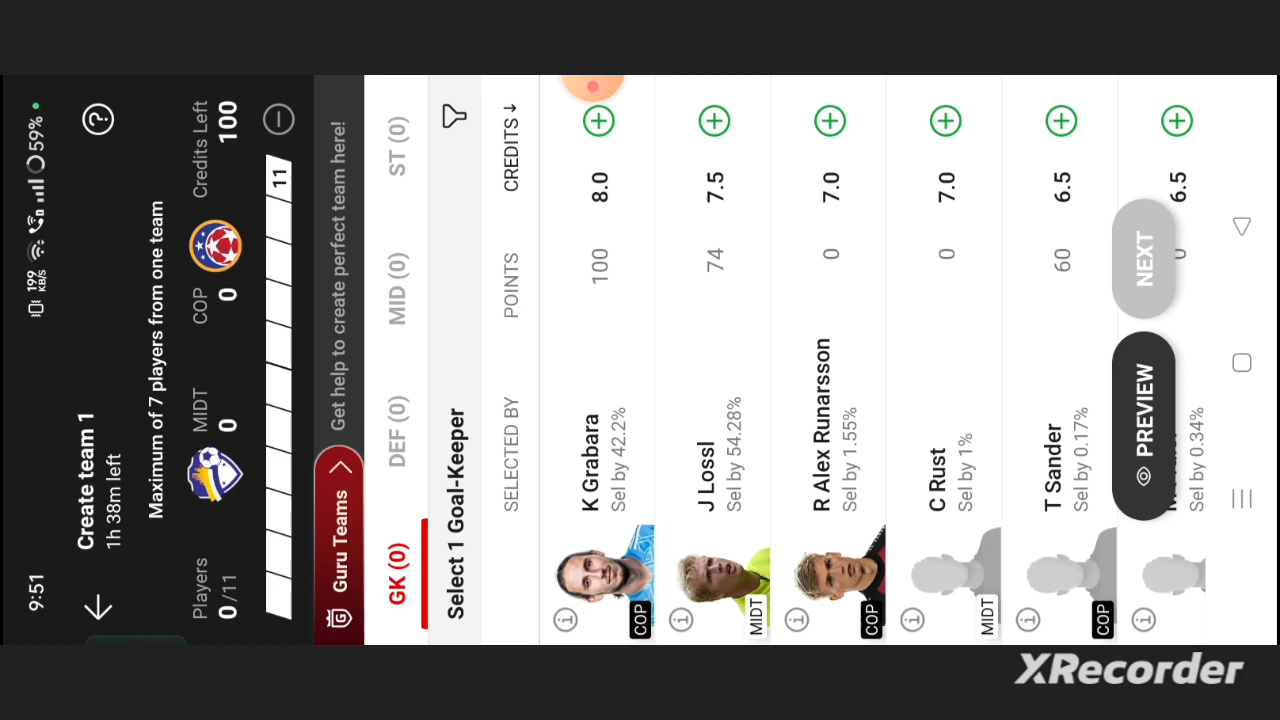 9:51
199 KB/S
59%
Create team 1
1h 38m left
?
Maximum of 7 players from one team
Players
0/11
MIDT
0
COP
0
Credits Left
100
11
Guru Teams
Get help to create perfect team here!
GK (0)
DEF (0)
MID (0)
ST (0)
Select 1 Goal-Keeper
SELECTED BY
POINTS
CREDITS ↓
K Grabara
Sel by 42.2%
100
8.0
COP
J Lossl
Sel by 54.28%
74
7.5
MIDT
R Alex Runarsson
Sel by 1.55%
0
7.0
COP
C Rust
Sel by 1%
0
7.0
MIDT
T Sander
Sel by 0.17%
60
6.5
COP
Sel by 0.34%
0
6.5
PREVIEW
NEXT
XRecorder